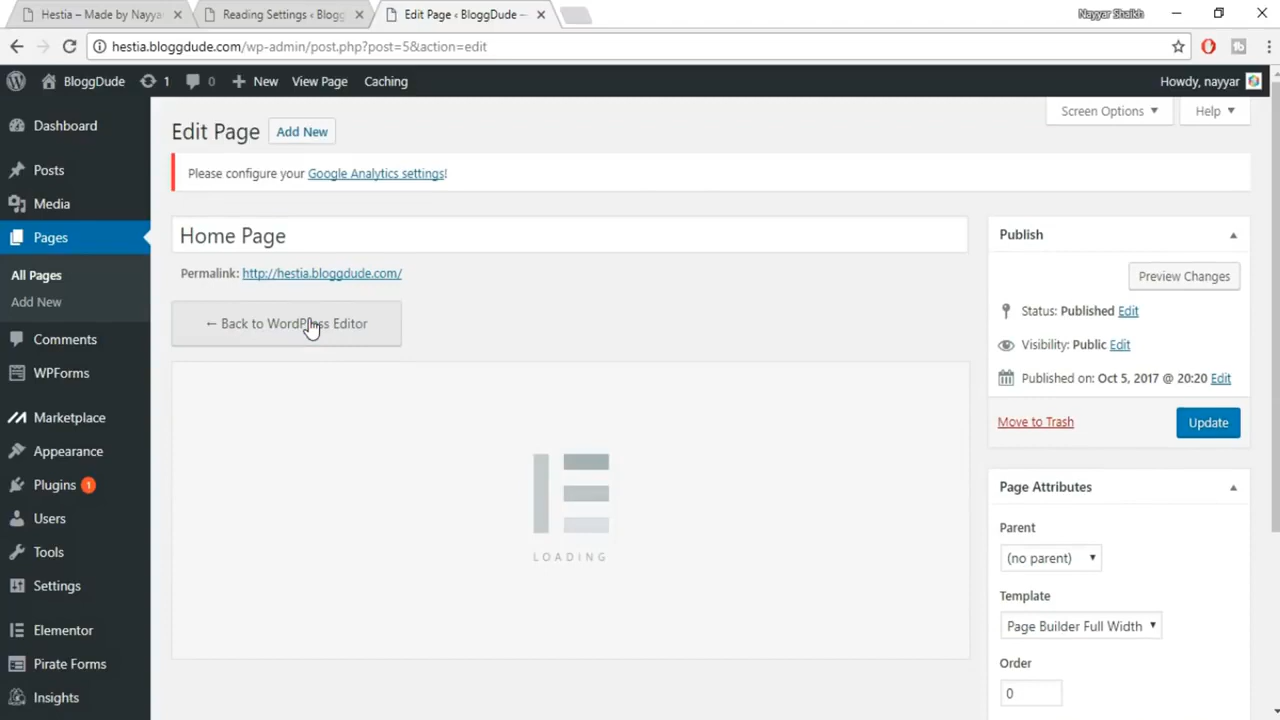 Hestia – Made by Nayya
Reading Settings ‹ Blogg
Edit Page ‹ BloggDude —
Nayyar Shaikh
hestia.bloggdude.com/wp-admin/post.php?post=5&action=edit
BloggDude
1
0
New
View Page
Caching
Howdy, nayyar
Dashboard
Posts
Media
Pages
All Pages
Add New
Comments
WPForms
Marketplace
Appearance
Plugins 1
Users
Tools
Settings
Elementor
Pirate Forms
Insights
Screen Options
Help
Edit Page
Add New
Please configure your Google Analytics settings!
Home Page
Permalink: http://hestia.bloggdude.com/
← Back to WordPress Editor
LOADING
Publish
Preview Changes
Status: Published Edit
Visibility: Public Edit
Published on: Oct 5, 2017 @ 20:20 Edit
Move to Trash
Update
Page Attributes
Parent
(no parent)
Template
Page Builder Full Width
Order
0